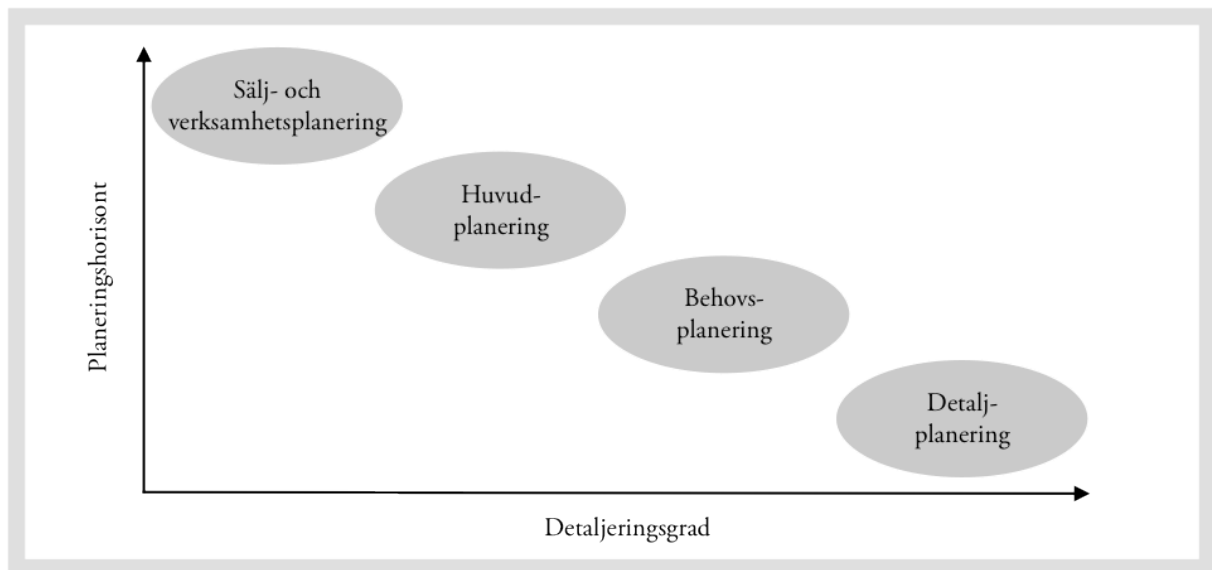 Sälj- och
verksamhetsplanering
Huvud-
planering
Behovs-
planering
Detalj-
planering
Planeringshorisont
Detaljeringsgrad